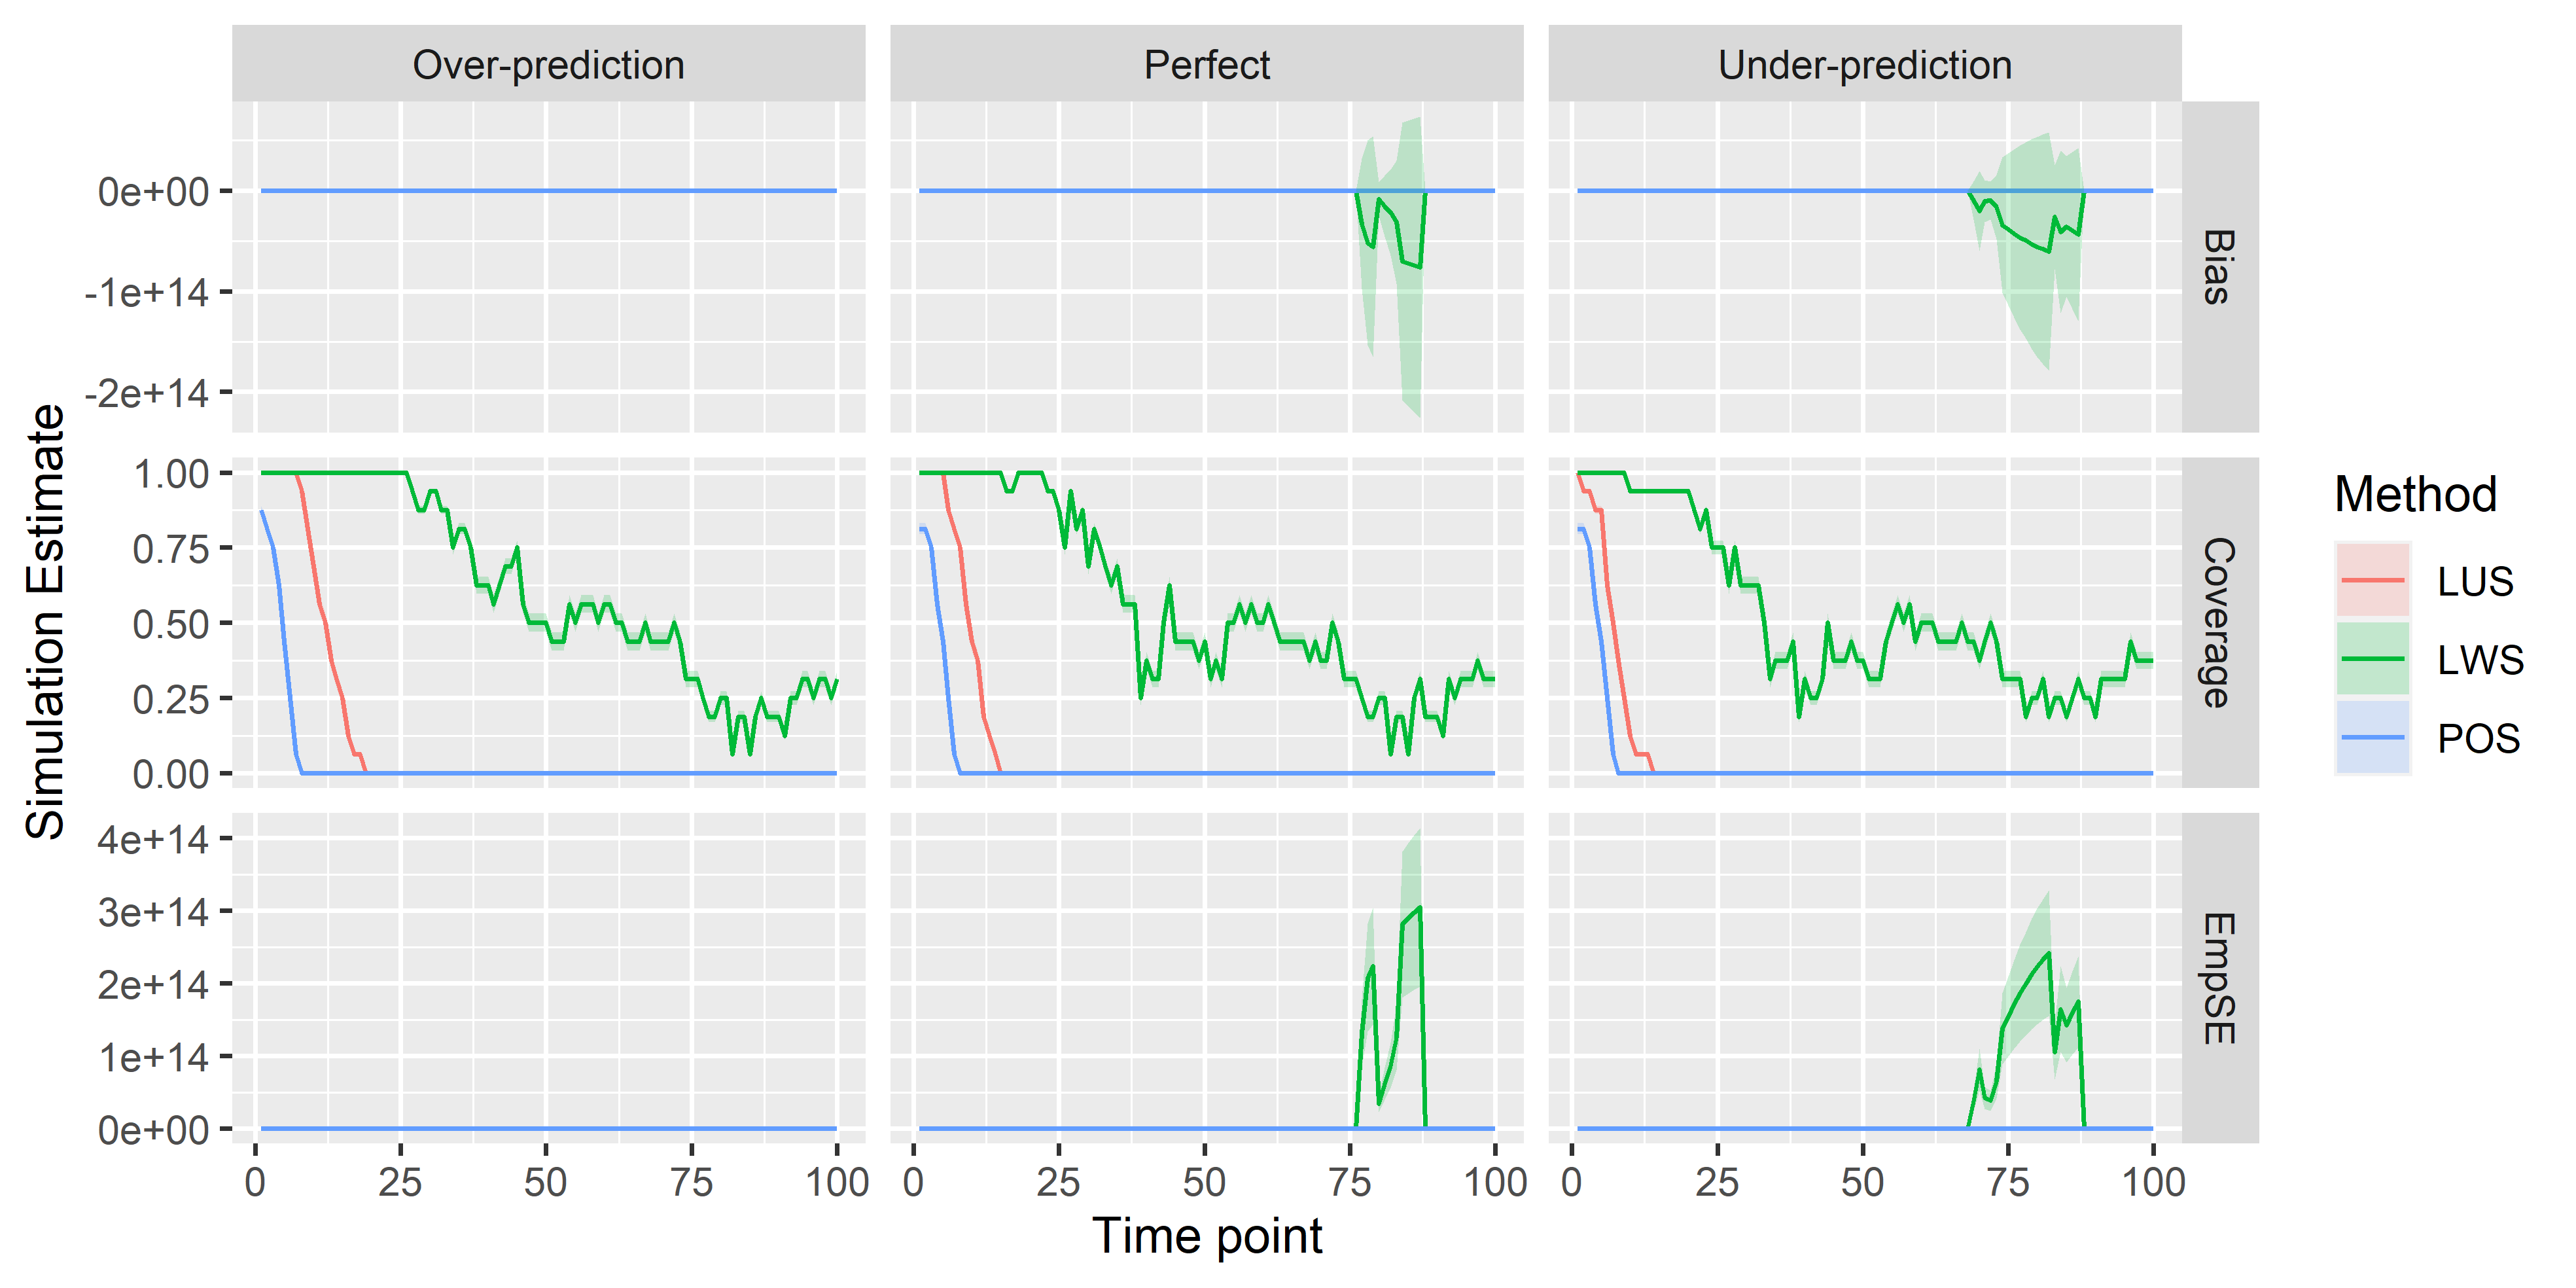 Over-prediction Perfect Under-prediction
Simulation Estimate
0e+00
-1e+14
-2e+14
Bias
1.00
0.75
0.50
0.25
0.00
Coverage
4e+14
3e+14
2e+14
1e+14
0e+00
EmpSE
0 25 50 75 100 0 25 50 75 100 0 25 50 75 100
Time point
Method
LUS
LWS
POS